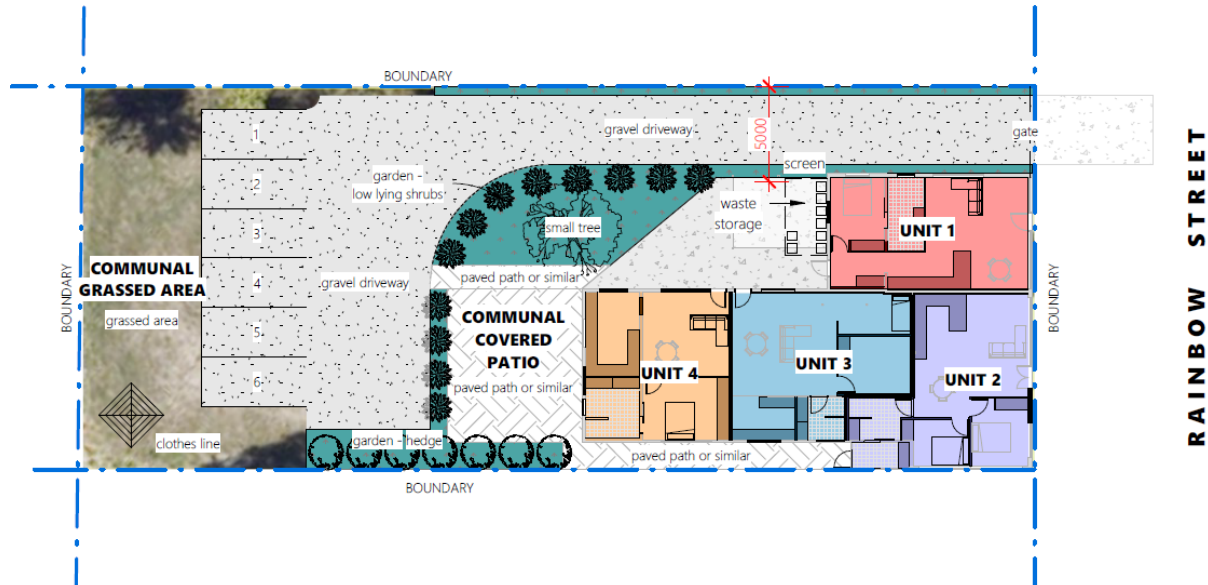 BOUNDARY
1
2
3
4
5
6
gravel driveway
5000
gate
screen
garden -
low lying shrubs
small tree
waste
storage
UNIT 1
RAINBOW STREET
BOUNDARY
COMMUNAL
GRASSED AREA
grassed area
gravel driveway
paved path or similar
COMMUNAL
COVERED
PATIO
paved path or similar
UNIT 4
UNIT 3
UNIT 2
BOUNDARY
clothes line
garden - hedge
paved path or similar
BOUNDARY